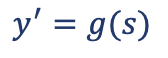 y′ = g(s)